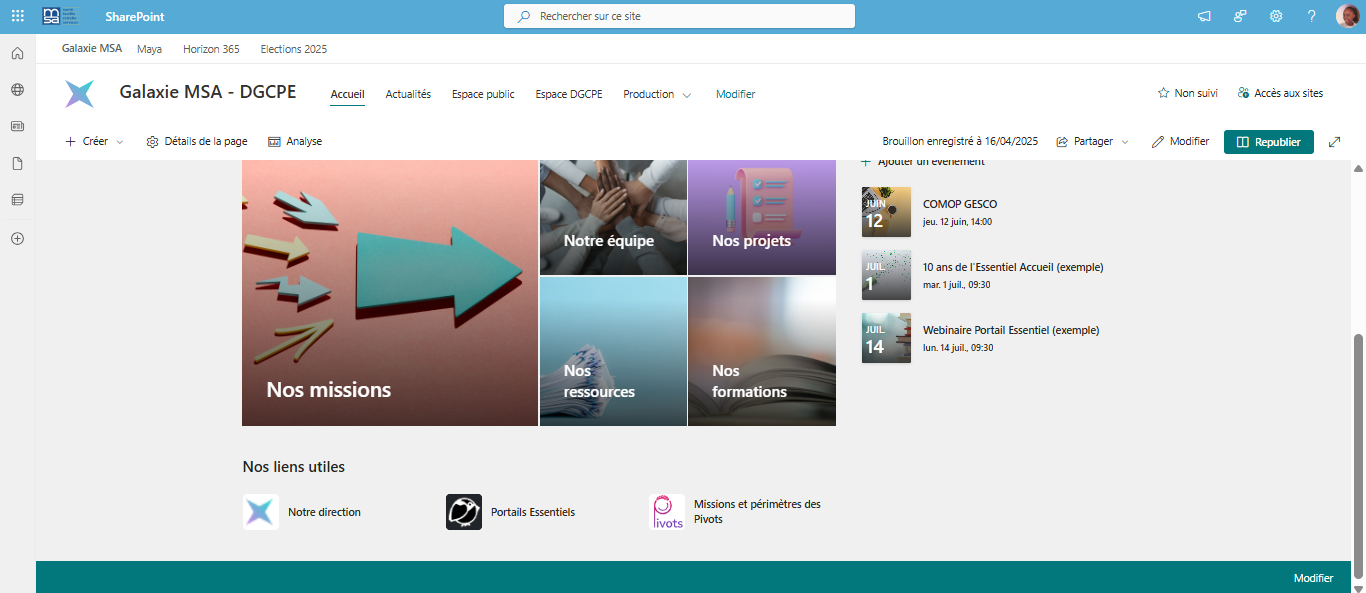 msa
SharePoint
Rechercher sur ce site
Galaxie MSA
Maya
Horizon 365
Elections 2025
Galaxie MSA - DGCPE
Accueil
Actualités
Espace public
Espace DGCPE
Production
Modifier
Non suivi
Accès aux sites
Créer
Détails de la page
Analyse
Brouillon enregistré à 16/04/2025
Partager
Modifier
Republier
Ajouter un événement
Notre équipe
Nos projets
Nos missions
Nos
ressources
Nos
formations
JUIN
12
COMOP GESCO
jeu. 12 juin, 14:00
JUIL.
1
10 ans de l'Essentiel Accueil (exemple)
mar. 1 juil., 09:30
JUIL.
14
Webinaire Portail Essentiel (exemple)
lun. 14 juil., 09:30
Nos liens utiles
Notre direction
Portails Essentiels
Pivots
Missions et périmètres des
Pivots
Modifier